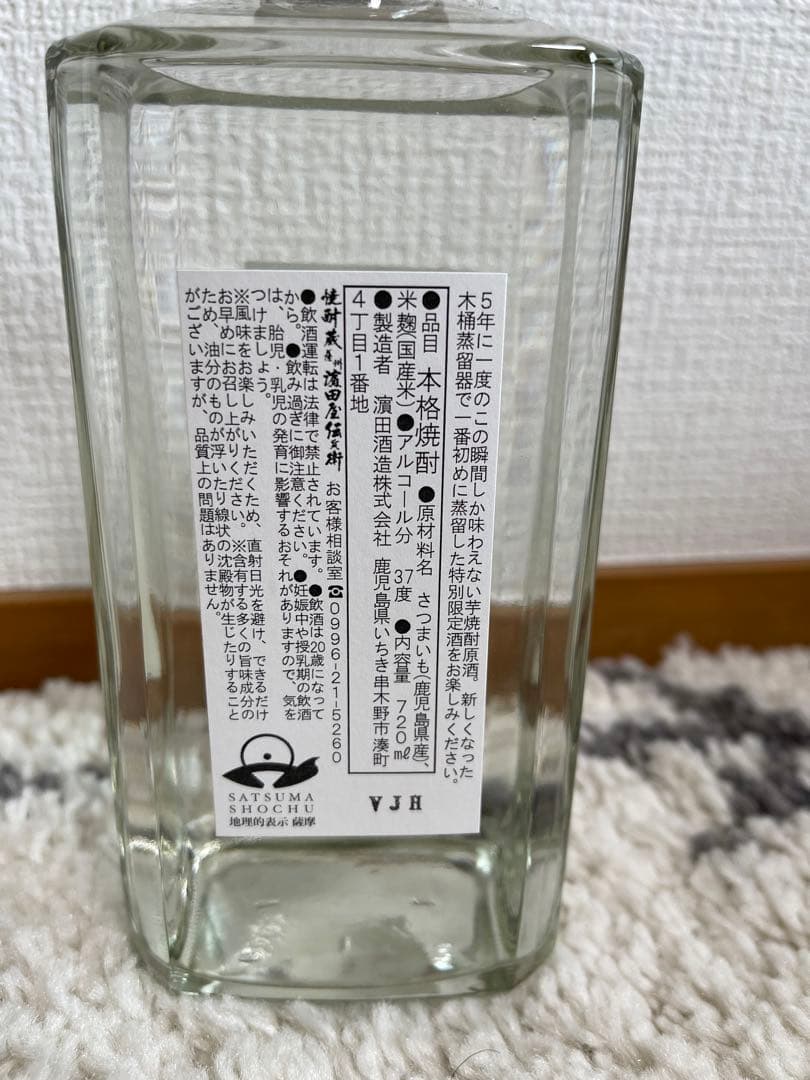 5年に一度のこの瞬間しか味わえない芋焼酎原酒。新しくなった
木桶蒸留器で一番初めに蒸留した特別限定酒をお楽しみください。
●品目 本格焼酎 ●原材料名 さつまいも(鹿児島県産)、
米麹(国産米) ●アルコール分 37度 ●内容量 720㎖
●製造者 濵田酒造株式会社 鹿児島県いちき串木野市湊町
4丁目1番地
焼酎蔵 薩州 濵田屋伝兵衛 お客様相談室☎0996-21-5260
●飲酒運転は法律で禁止されています。●飲酒は20歳になって
から。●飲み過ぎに御注意ください。●妊娠中や授乳期の飲酒
は、胎児・乳児の発育に影響するおそれがありますので、気を
つけましょう。
※風味をお楽しみいただくため、直射日光を避け、できるだけ
お早めにお召し上がりください。※含有する多くの旨味成分の
ため、油分のものが浮いたり線状の沈殿物が生じたりすること
がございますが、品質上の問題はありません。
SATSUMA
SHOCHU
地理的表示 薩摩
VJH